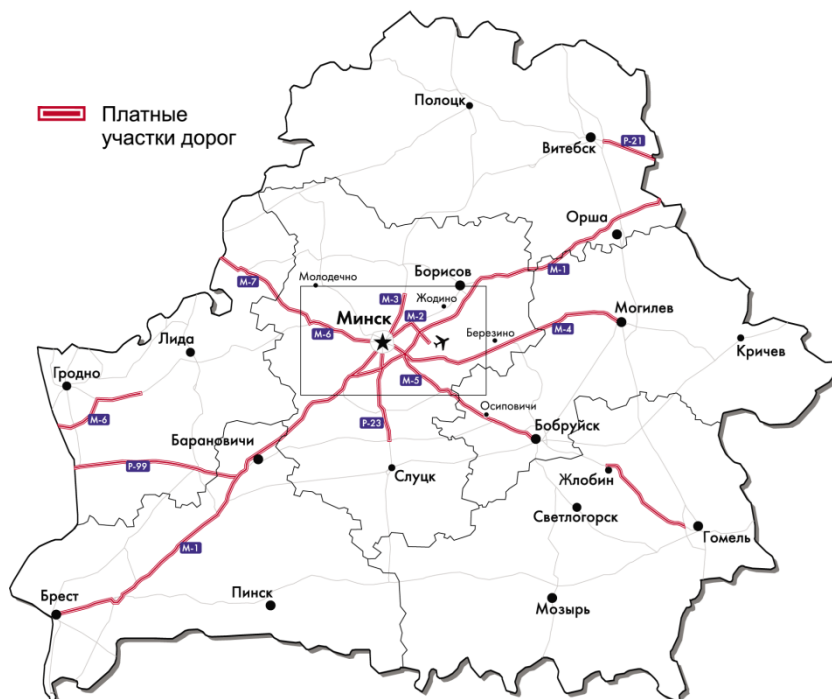 Платные
участки дорог
Полоцк
Витебск
Р-21
Орша
М-1
Борисов
Молодечно
М-7
М-3
Жодино
М-2
Минск
М-6
Березино
М-4
Могилев
Кричев
Лида
Гродно
М-6
М-5
Осиповичи
Р-23
Бобруйск
Барановичи
Р-99
Слуцк
Жлобин
Светлогорск
Гомель
М-1
Брест
Пинск
Мозырь